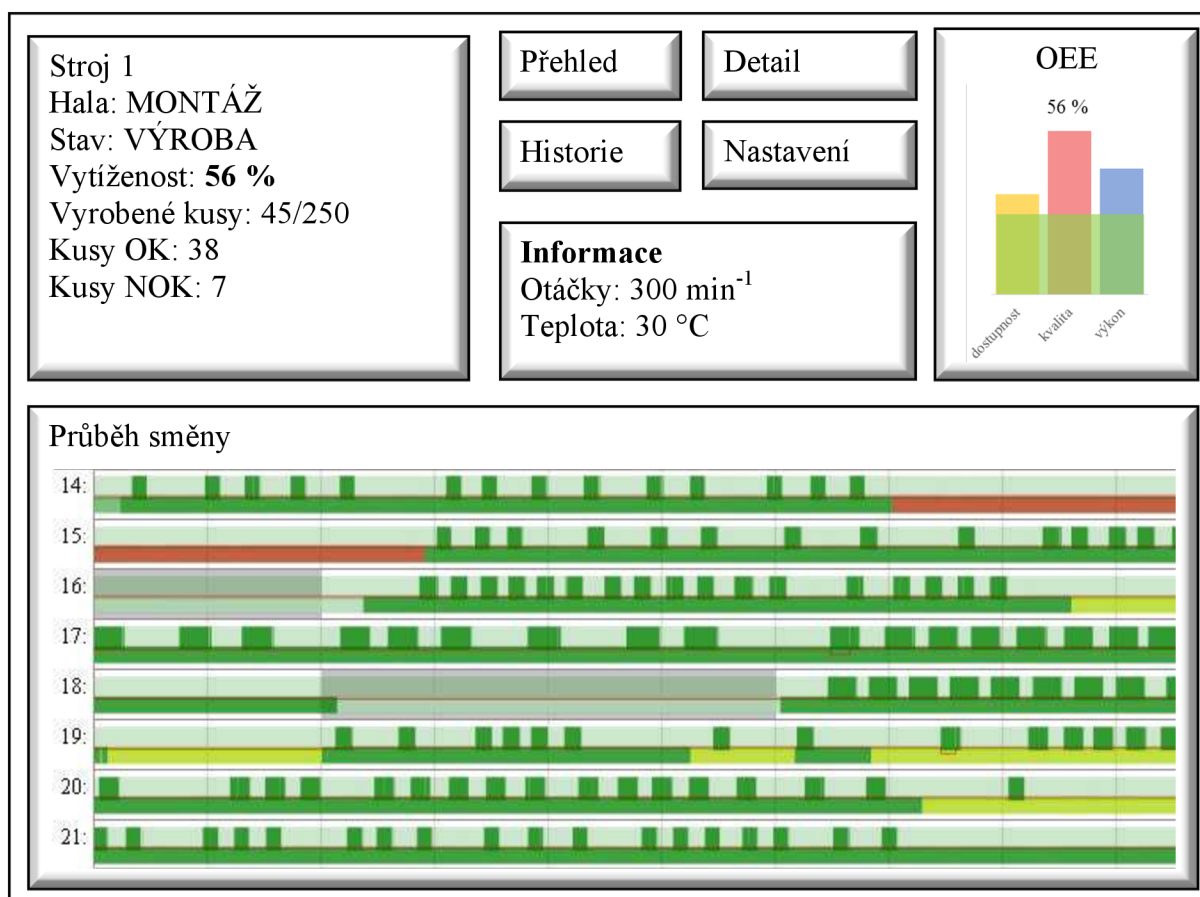 Stroj 1
Hala: MONTÁŽ
Stav: VÝROBA
Vytíženost: 56 %
Vyrobené kusy: 45/250
Kusy OK: 38
Kusy NOK: 7
Přehled
Detail
Historie
Nastavení
Informace
Otáčky: 300 min⁻¹
Teplota: 30 °C
OEE
56 %
dostupnost
kvalita
výkon
Průběh směny
14:
15:
16:
17:
18:
19:
20:
21: